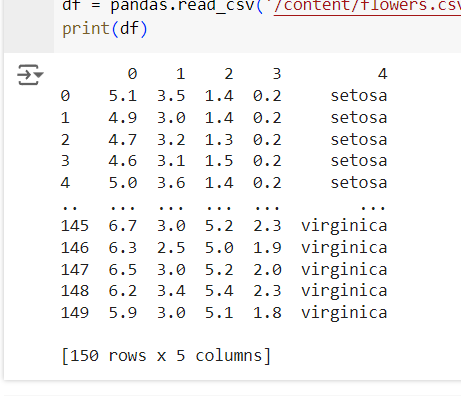 df = pandas.read_csv('/content/flowers.csv
print(df)
0 1 2 3 4
0 5.1 3.5 1.4 0.2 setosa
1 4.9 3.0 1.4 0.2 setosa
2 4.7 3.2 1.3 0.2 setosa
3 4.6 3.1 1.5 0.2 setosa
4 5.0 3.6 1.4 0.2 setosa
.. ... ... ... ... ...
145 6.7 3.0 5.2 2.3 virginica
146 6.3 2.5 5.0 1.9 virginica
147 6.5 3.0 5.2 2.0 virginica
148 6.2 3.4 5.4 2.3 virginica
149 5.9 3.0 5.1 1.8 virginica
[150 rows x 5 columns]